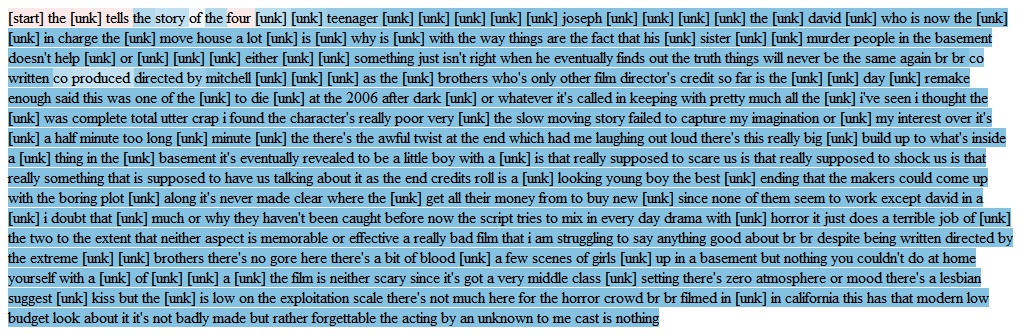 [start] the [unk] tells the story of the four [unk] [unk] teenager [unk] [unk] [unk] [unk] [unk] joseph [unk] [unk] [unk] [unk] the [unk] david [unk] who is now the [unk]
[unk] in charge the [unk] move house a lot [unk] is [unk] why is [unk] with the way things are the fact that his [unk] sister [unk] [unk] murder people in the basement
doesn't help [unk] or [unk] [unk] [unk] either [unk] [unk] something just isn't right when he eventually finds out the truth things will never be the same again br br co
written co produced directed by mitchell [unk] [unk] as the [unk] brothers who's only other film director's credit so far is the [unk] [unk] day [unk] remake
enough said this was one of the [unk] to die [unk] at the 2006 after dark [unk] or whatever it's called in keeping with pretty much all the [unk] i've seen i thought the
[unk] was complete total utter crap i found the character's really poor very [unk] the slow moving story failed to capture my imagination or [unk] my interest over it's
[unk] a half minute too long [unk] minute [unk] the there's the awful twist at the end which had me laughing out loud there's this really big [unk] build up to what's inside
a [unk] thing in the [unk] basement it's eventually revealed to be a little boy with a [unk] is that really supposed to scare us is that really supposed to shock us is that
really something that is supposed to have us talking about it as the end credits roll is a [unk] looking young boy the best [unk] ending that the makers could come up
with the boring plot [unk] along it's never made clear where the [unk] get all their money from to buy new [unk] since none of them seem to work except david in a
[unk] i doubt that [unk] much or why they haven't been caught before now the script tries to mix in every day drama with [unk] horror it just does a terrible job of [unk]
the two to the extent that neither aspect is memorable or effective a really bad film that i am struggling to say anything good about br br despite being written directed by
the extreme [unk] [unk] brothers there's no gore here there's a bit of blood [unk] a few scenes of girls [unk] up in a basement but nothing you couldn't do at home
yourself with a [unk] of [unk] [unk] a [unk] the film is neither scary since it's got a very middle class [unk] setting there's zero atmosphere or mood there's a lesbian
suggest [unk] kiss but the [unk] is low on the exploitation scale there's not much here for the horror crowd br br filmed in [unk] in california this has that modern low
budget look about it it's not badly made but rather forgettable the acting by an unknown to me cast is nothing